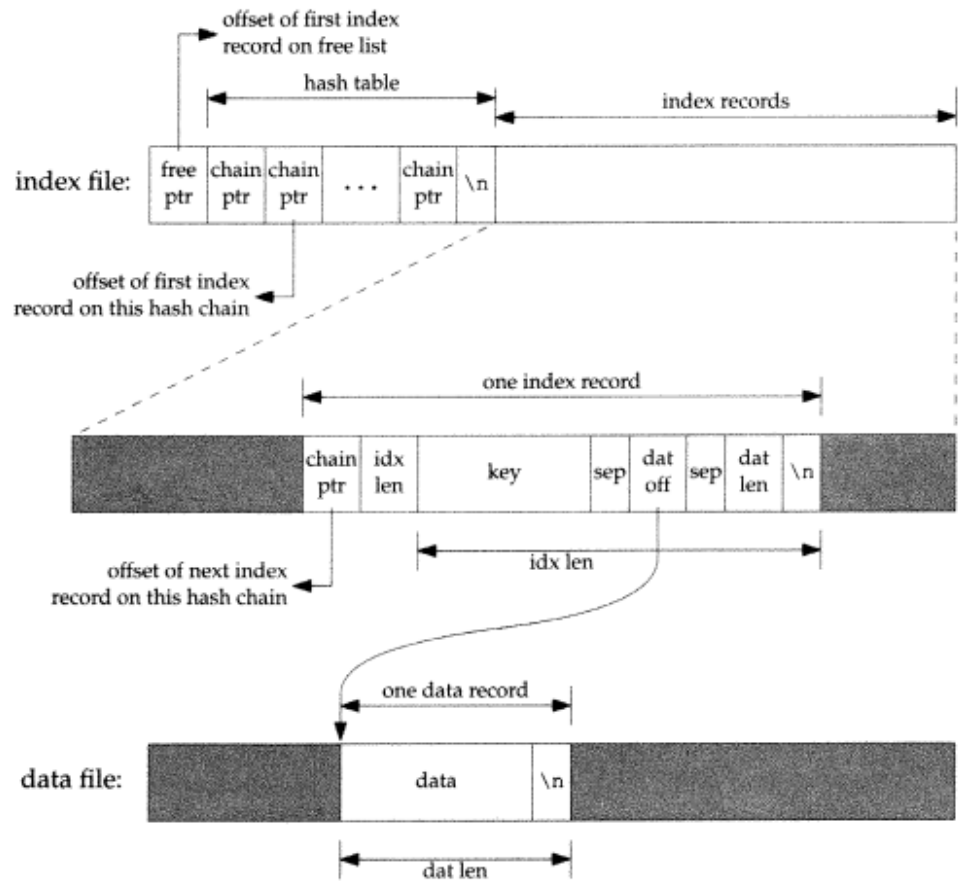 offset of first index
record on free list
hash table
index records
index file:
free ptr
chain ptr
chain ptr
...
chain ptr
\n
offset of first index
record on this hash chain
one index record
chain ptr
idx len
key
sep
dat off
sep
dat len
\n
idx len
offset of next index
record on this hash chain
one data record
data file:
data
\n
dat len